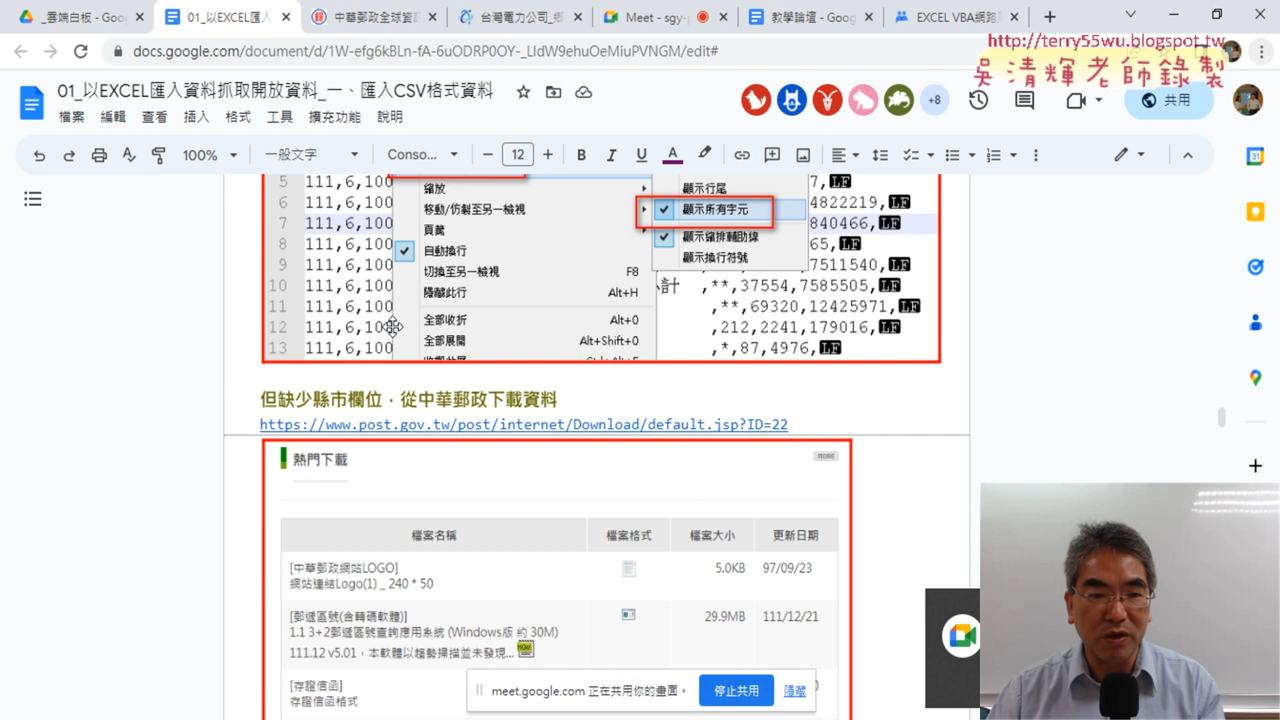 _雲端白板 - Goo
01_以EXCEL匯入
中華郵政全球資
台灣電力公司_鄉
Meet - sgy-
教學論壇 - Goog
EXCEL VBA網路
docs.google.com/document/d/1W-efg6kBLn-fA-6uODRP0OY-_LIdW9ehuOeMiuPVNGM/edit#
http://terry55wu.blogspot.tw
吳清輝老師錄製
01_以EXCEL匯入資料抓取開放資料_一、匯入CSV格式資料
+8
共用
檔案 編輯 查看 插入 格式 工具 擴充功能 說明
100% 一般文字 Conso... 12 B I U A
5 111,6,100 7,LF
縮放 顯示行尾
6 111,6,100 4822219,LF
移動/仿製至另一檢視 顯示所有字元
7 111,6,100 840466,LF
頁籤
8 111,6,100 65,LF
自動換行 顯示縮排輔助線
9 111,6,100 7511540,LF
切換至另一檢視 F8 顯示換行符號
10 111,6,100 小計 ,**,37554,7585505,LF
隱藏此行 Alt+H
11 111,6,100 ,**,69320,12425971,LF
全部收折 Alt+0
12 111,6,100 ,212,2241,179016,LF
全部展開 Alt+Shift+0
13 111,6,100 ,*,87,4976,LF
但缺少縣市欄位，從中華郵政下載資料
https://www.post.gov.tw/post/internet/Download/default.jsp?ID=22
熱門下載
MORE
檔案名稱 檔案格式 檔案大小 更新日期
[中華郵政網站LOGO] 5.0KB 97/09/23
網站連結Logo(1) _ 240 * 50
[郵遞區號(含轉碼軟體)] 29.9MB 111/12/21
1.1 3+2郵遞區號查詢應用系統 (Windows版 約 30M)
111.12 v5.01，本軟體以趨勢掃描並未發現...
[存證信函]
存證信函格式
meet.google.com 正在共用你的畫面。 停止共用 隱藏